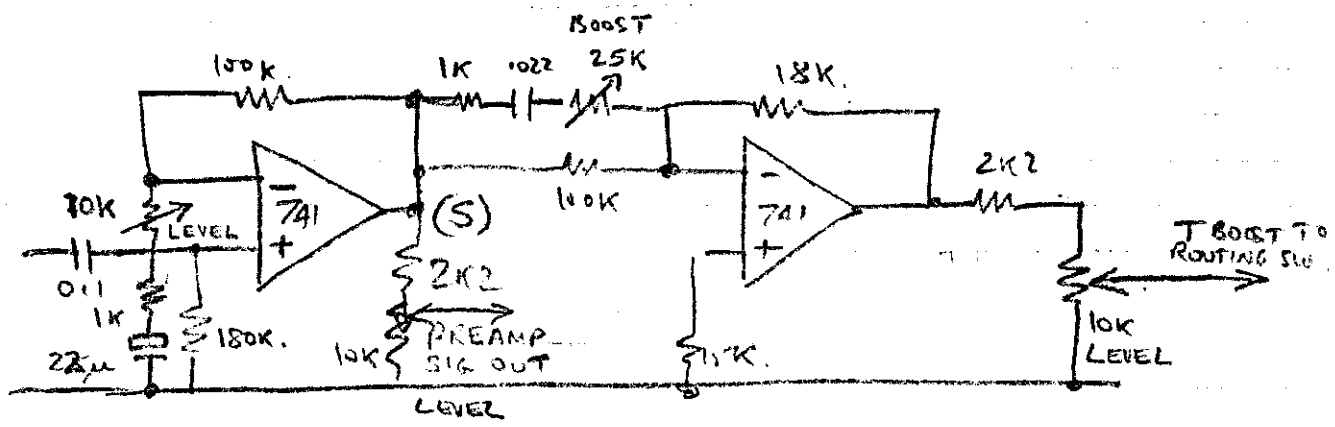 BOOST
100K.
1K
.022
25K
18K.
2K2
741
(S)
100K
741
LEVEL
0.1
1K
180K.
2K2
10K
PREAMP
SIG OUT
T BOOST TO
ROUTING SW.
10K
LEVEL
LEVEL